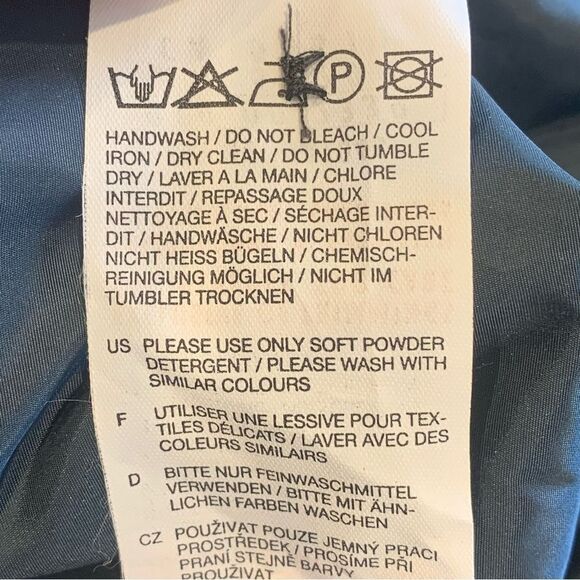 P
HANDWASH / DO NOT BLEACH / COOL
IRON / DRY CLEAN / DO NOT TUMBLE
DRY / LAVER A LA MAIN / CHLORE
INTERDIT / REPASSAGE DOUX
NETTOYAGE À SEC / SÉCHAGE INTER-
DIT / HANDWÄSCHE / NICHT CHLOREN
NICHT HEISS BÜGELN / CHEMISCH-
REINIGUNG MÖGLICH / NICHT IM
TUMBLER TROCKNEN
US PLEASE USE ONLY SOFT POWDER
DETERGENT / PLEASE WASH WITH
SIMILAR COLOURS
F UTILISER UNE LESSIVE POUR TEX-
TILES DÉLICATS / LAVER AVEC DES
COULEURS SIMILAIRS
D BITTE NUR FEINWASCHMITTEL
VERWENDEN / BITTE MIT ÄHN-
LICHEN FARBEN WASCHEN
CZ POUŽIVAT POUZE JEMNÝ PRACI
PROSTŘEDEK / PROSIME PŘI
PRANÍ STEJNÉ BARVY
POUŽIVAT